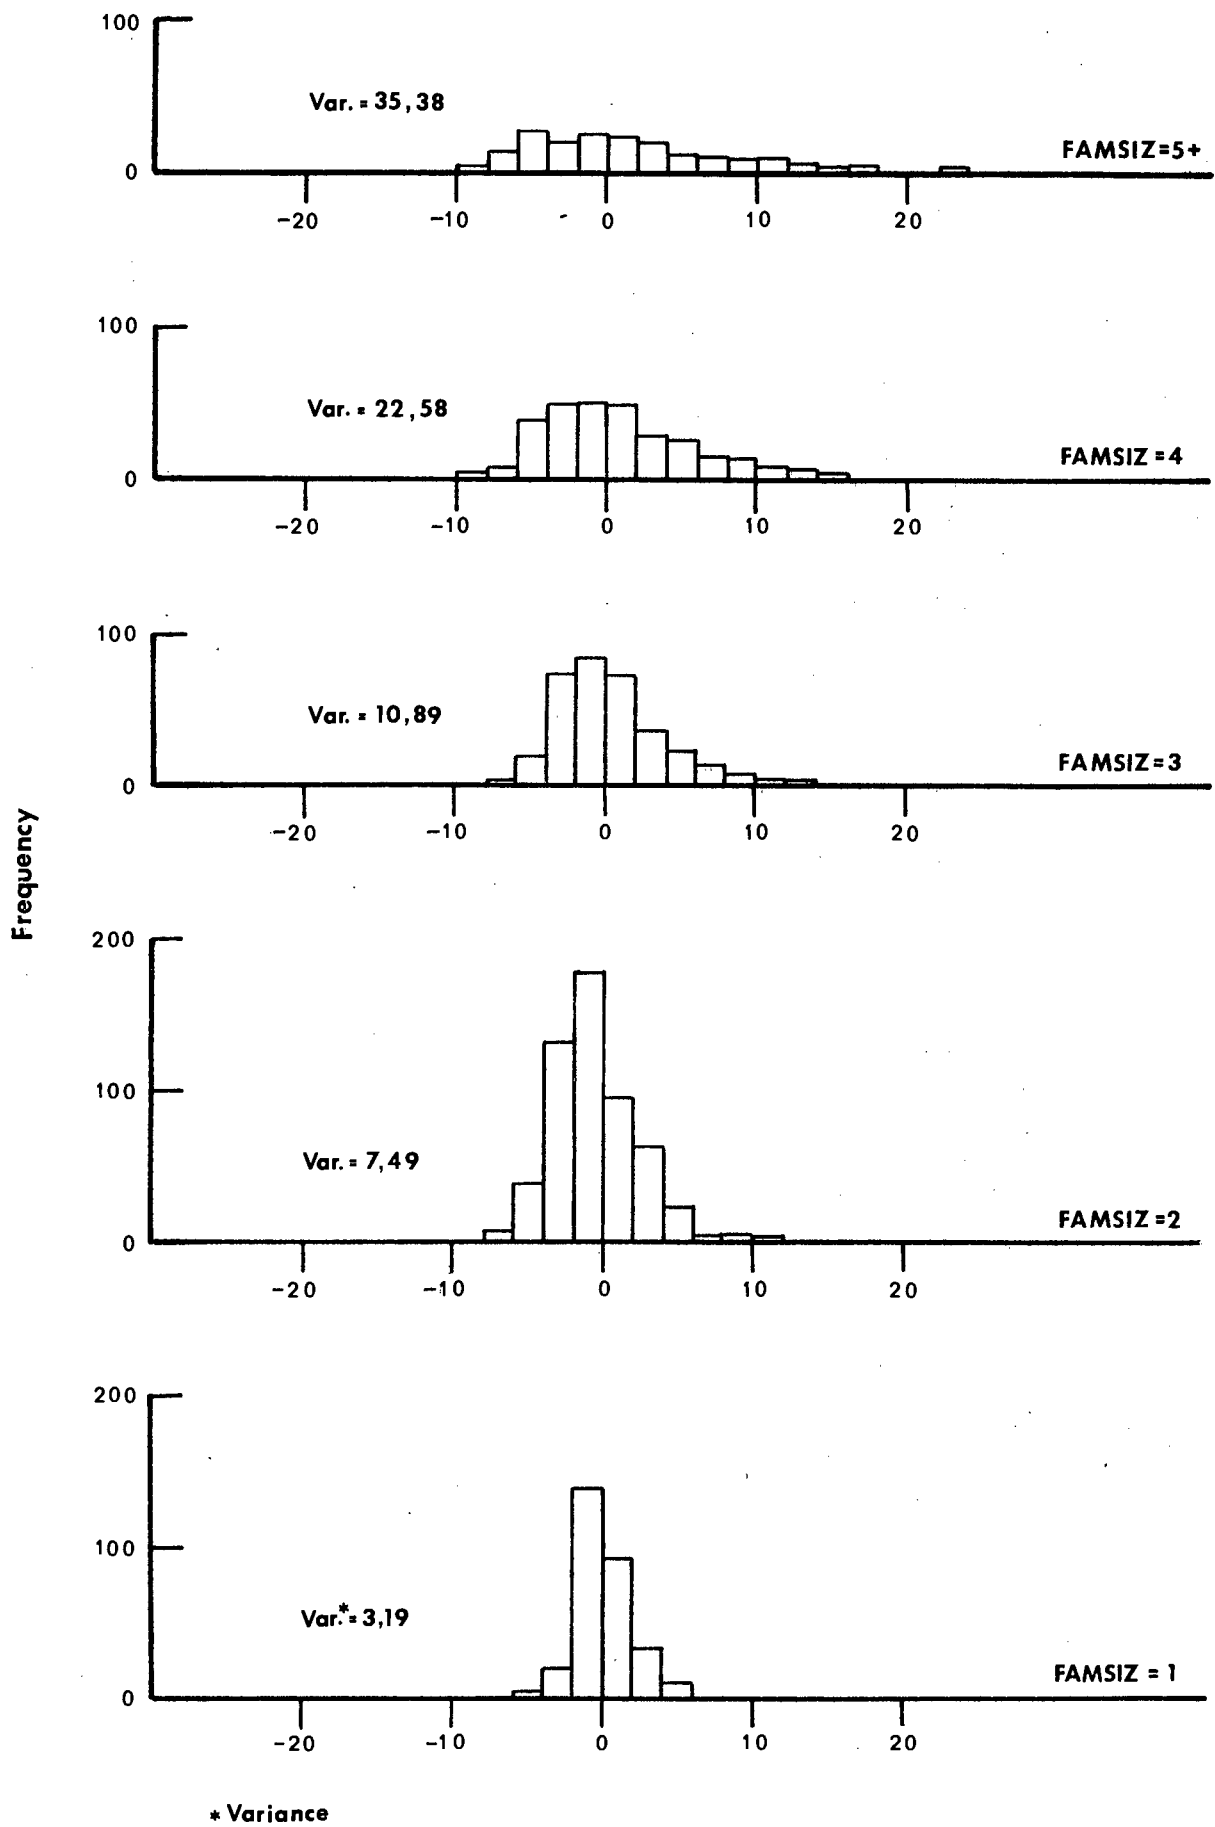 100
Var. = 35,38
FAMSIZ=5+
0
-20 -10 0 10 20
100
Var. = 22,58
FAMSIZ=4
0
-20 -10 0 10 20
100
Var. = 10,89
FAMSIZ=3
0
-20 -10 0 10 20
Frequency
200
100
Var. = 7,49
FAMSIZ=2
0
-20 -10 0 10 20
200
100
Var.*= 3,19
FAMSIZ = 1
0
-20 -10 0 10 20
* Variance